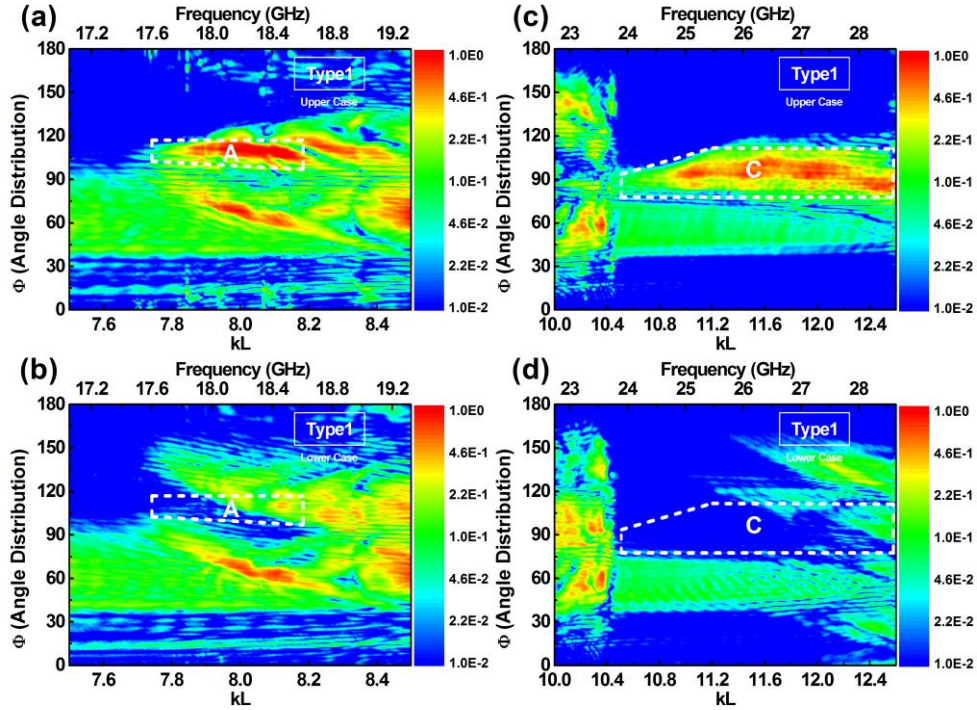 (a)
Frequency (GHz)
17.2 17.6 18.0 18.4 18.8 19.2
Φ (Angle Distribution)
180
150
120
90
60
30
0
Type1
Upper Case
A
1.0E0
4.6E-1
2.2E-1
1.0E-1
4.6E-2
2.2E-2
1.0E-2
7.6 7.8 8.0 8.2 8.4
kL
(c)
Frequency (GHz)
23 24 25 26 27 28
Φ (Angle Distribution)
180
150
120
90
60
30
0
Type1
Upper Case
C
1.0E0
4.6E-1
2.2E-1
1.0E-1
4.6E-2
2.2E-2
1.0E-2
10.0 10.4 10.8 11.2 11.6 12.0 12.4
kL
(b)
Frequency (GHz)
17.2 17.6 18.0 18.4 18.8 19.2
Φ (Angle Distribution)
180
150
120
90
60
30
0
Type1
Lower Case
A
1.0E0
4.6E-1
2.2E-1
1.0E-1
4.6E-2
2.2E-2
1.0E-2
7.6 7.8 8.0 8.2 8.4
kL
(d)
Frequency (GHz)
23 24 25 26 27 28
Φ (Angle Distribution)
180
150
120
90
60
30
0
Type1
Lower Case
C
1.0E0
4.6E-1
2.2E-1
1.0E-1
4.6E-2
2.2E-2
1.0E-2
10.0 10.4 10.8 11.2 11.6 12.0 12.4
kL